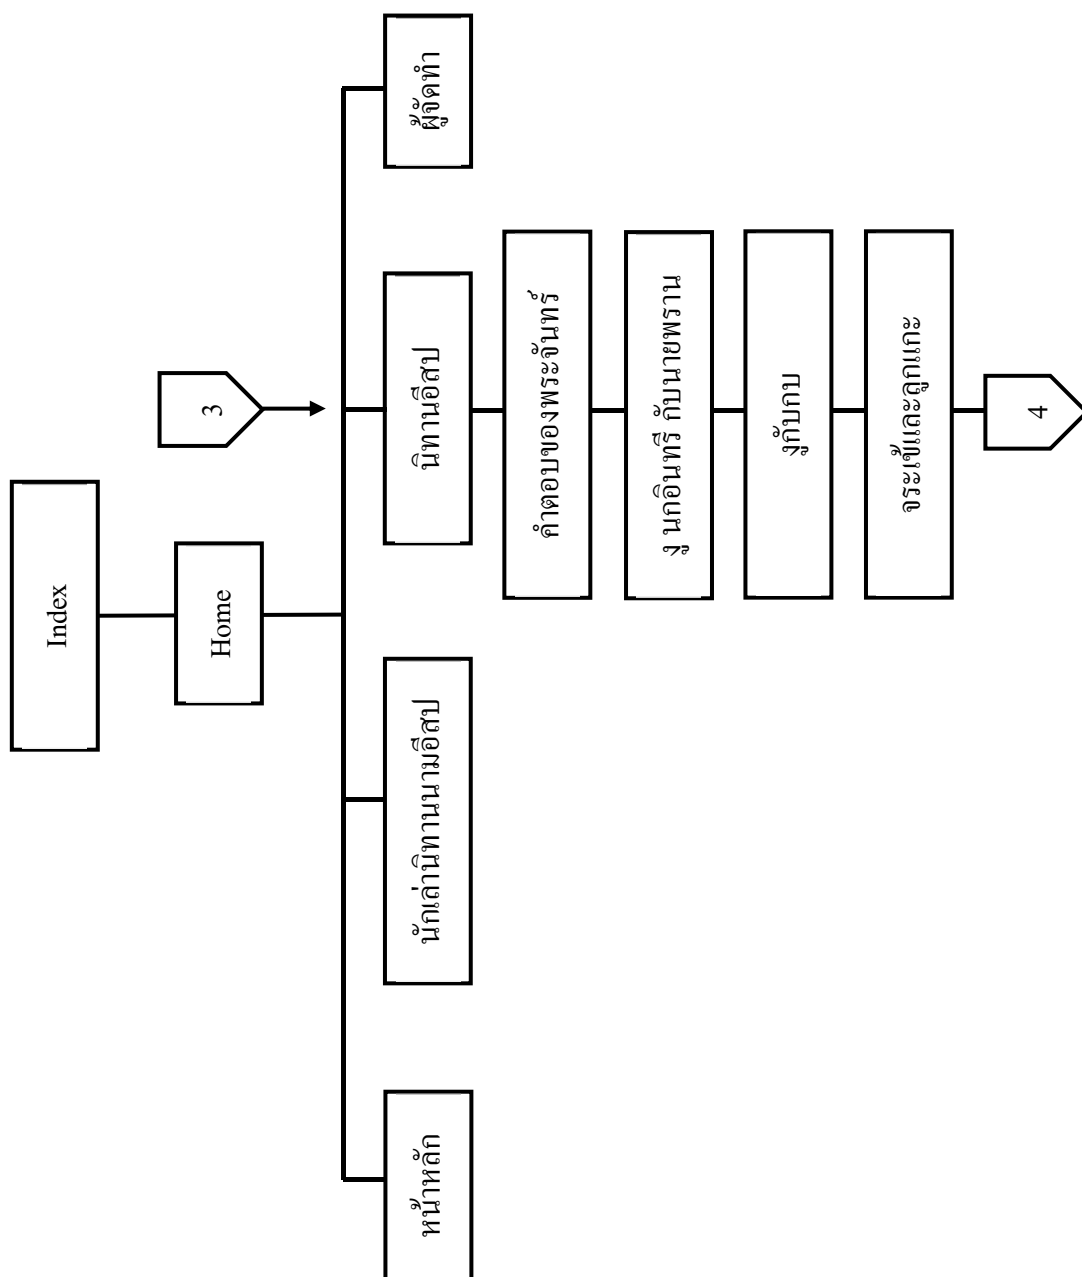 Index
Home
3
หน้าหลัก
นักเล่านิทานนามอีสป
นิทานอีสป
ผู้จัดทำ
คำตอบของพระจันทร์
งู นกอินทรี กับนายพราน
งูกับกบ
จระเข้และลูกแกะ
4